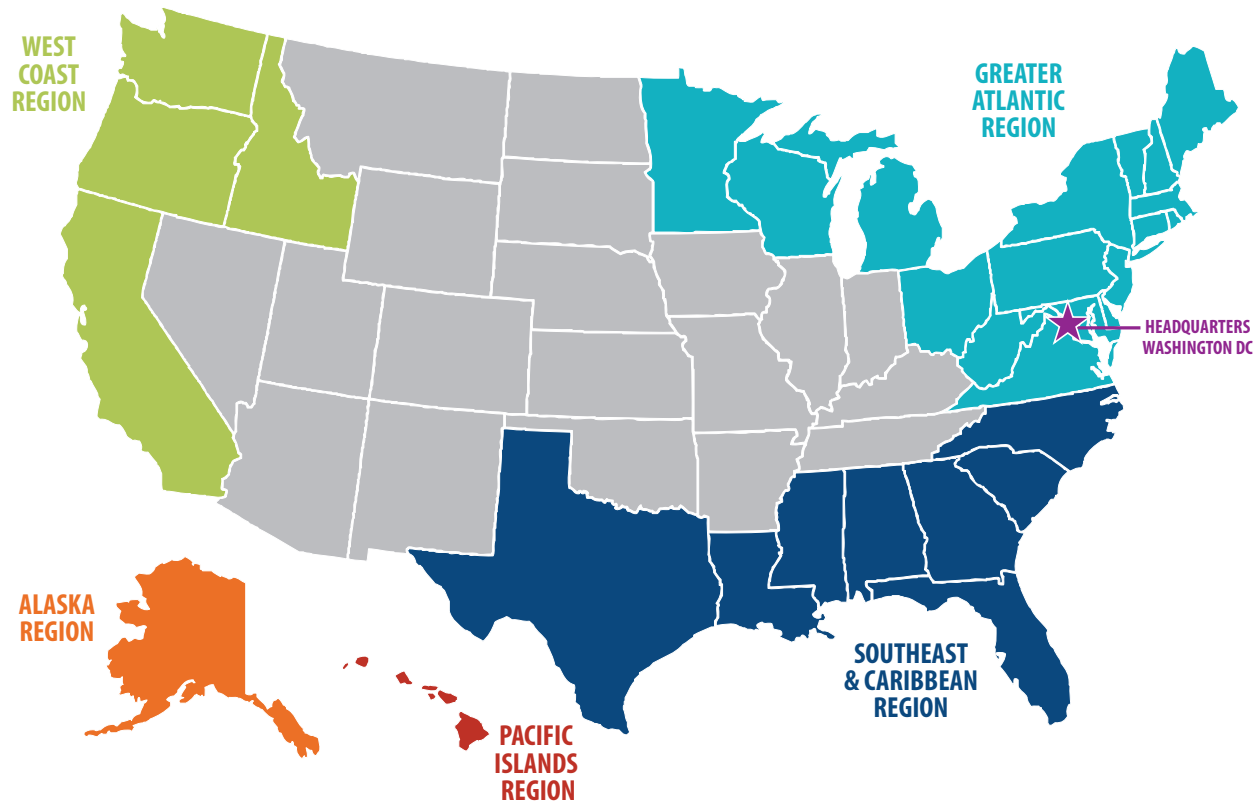 WEST
COAST
REGION
GREATER
ATLANTIC
REGION
HEADQUARTERS
WASHINGTON DC
ALASKA
REGION
PACIFIC
ISLANDS
REGION
SOUTHEAST
& CARIBBEAN
REGION